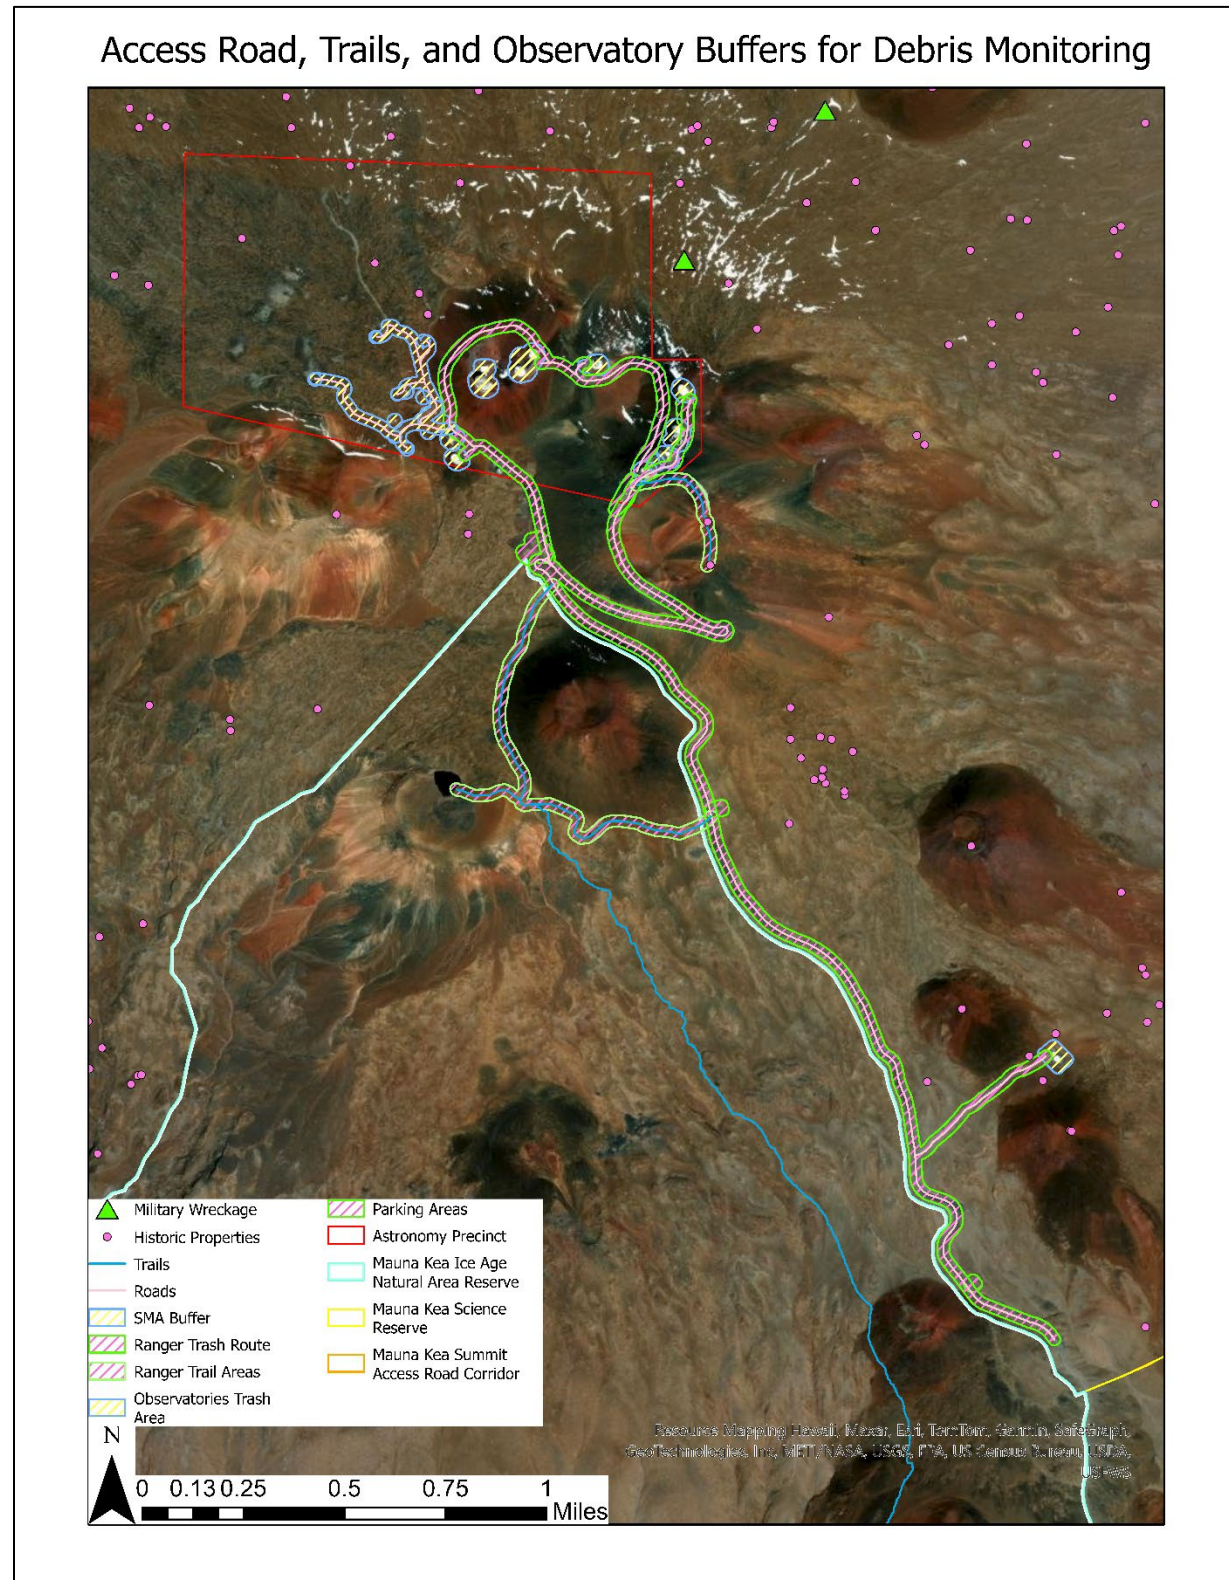 Access Road, Trails, and Observatory Buffers for Debris Monitoring
Military Wreckage
Historic Properties
Trails
Roads
SMA Buffer
Ranger Trash Route
Ranger Trail Areas
Observatories Trash
Area
Parking Areas
Astronomy Precinct
Mauna Kea Ice Age
Natural Area Reserve
Mauna Kea Science
Reserve
Mauna Kea Summit
Access Road Corridor
Resource Mapping Hawaii, Maxar, Esri, TomTom, Garmin, SafeGraph,
GeoTechnologies, Inc, METI/NASA, USGS, EPA, US Census Bureau, USDA,
USFWS
N
0 0.13 0.25 0.5 0.75 1
Miles